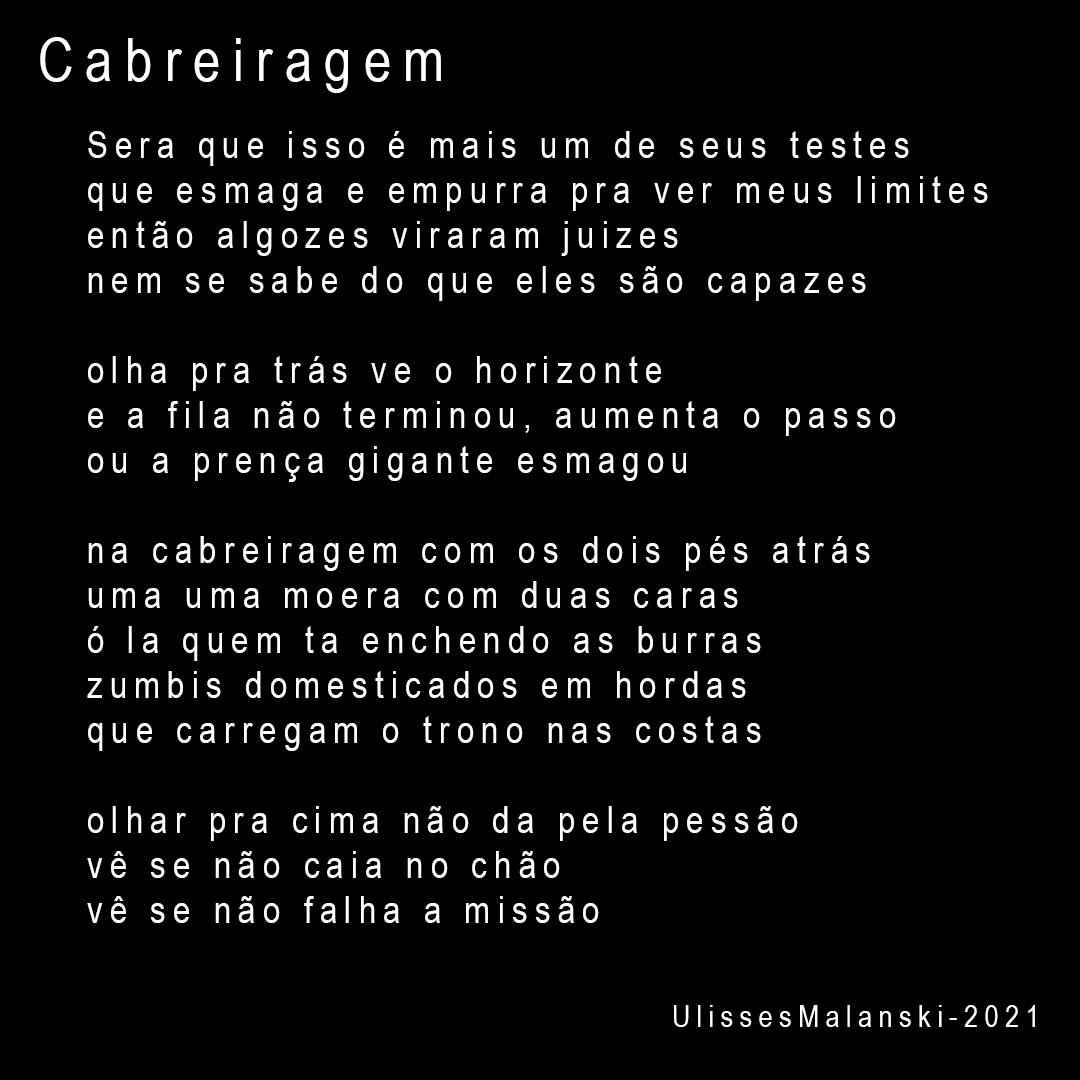 Cabreiragem
Sera que isso é mais um de seus testes
que esmaga e empurra pra ver meus limites
então algozes viraram juizes
nem se sabe do que eles são capazes
olha pra trás ve o horizonte
e a fila não terminou, aumenta o passo
ou a prença gigante esmagou
na cabreiragem com os dois pés atrás
uma uma moera com duas caras
ó la quem ta enchendo as burras
zumbis domesticados em hordas
que carregam o trono nas costas
olhar pra cima não da pela pessão
vê se não caia no chão
vê se não falha a missão
UlissesMalanski-2021